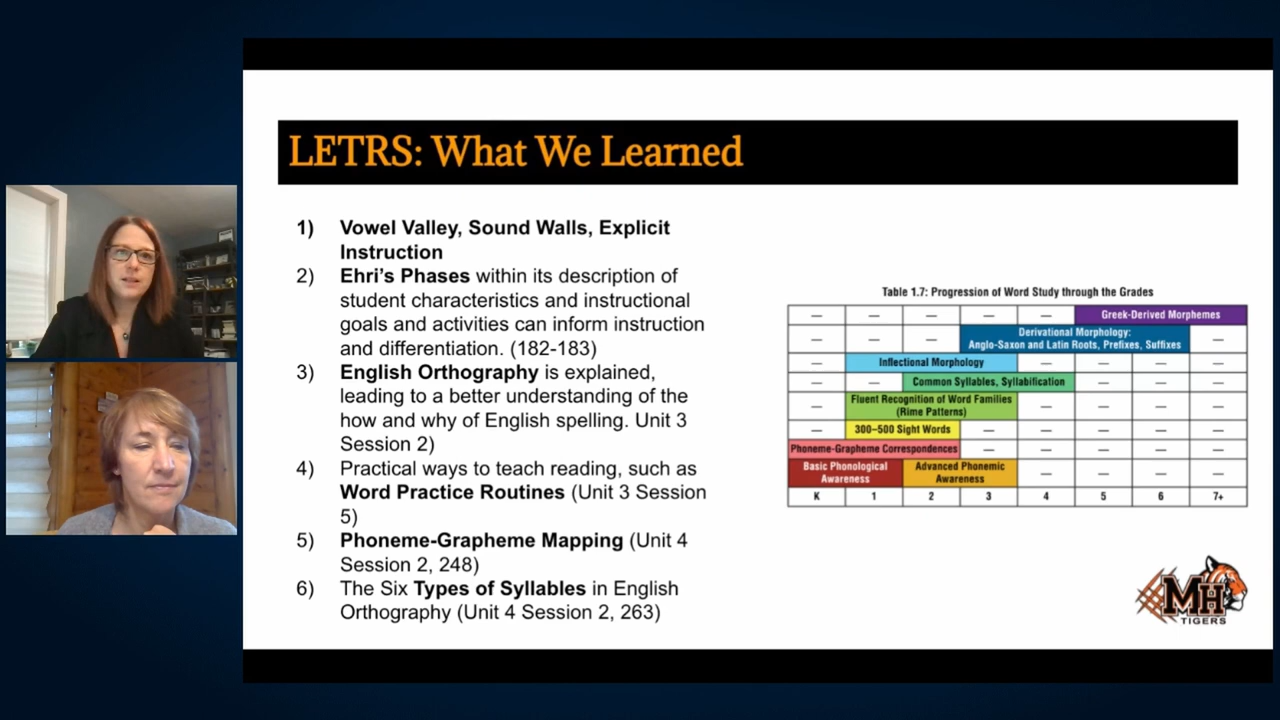 LETRS: What We Learned
1) Vowel Valley, Sound Walls, Explicit
Instruction
2) Ehri's Phases within its description of
student characteristics and instructional
goals and activities can inform instruction
and differentiation. (182-183)
3) English Orthography is explained,
leading to a better understanding of the
how and why of English spelling. Unit 3
Session 2)
4) Practical ways to teach reading, such as
Word Practice Routines (Unit 3 Session
5)
5) Phoneme-Grapheme Mapping (Unit 4
Session 2, 248)
6) The Six Types of Syllables in English
Orthography (Unit 4 Session 2, 263)
Table 1.7: Progression of Word Study through the Grades
— — — — — Greek-Derived Morphemes
Derivational Morphology:
— — — Anglo-Saxon and Latin Roots, Prefixes, Suffixes —
— Inflectional Morphology — — — —
— — Common Syllables, Syllabification — — —
Fluent Recognition of Word Families
— (Rime Patterns) — — — —
— 300–500 Sight Words — — — — —
Phoneme-Grapheme Correspondences — — — — —
Basic Phonological Advanced Phonemic
Awareness Awareness — — — —
K 1 2 3 4 5 6 7+
MH
TIGERS